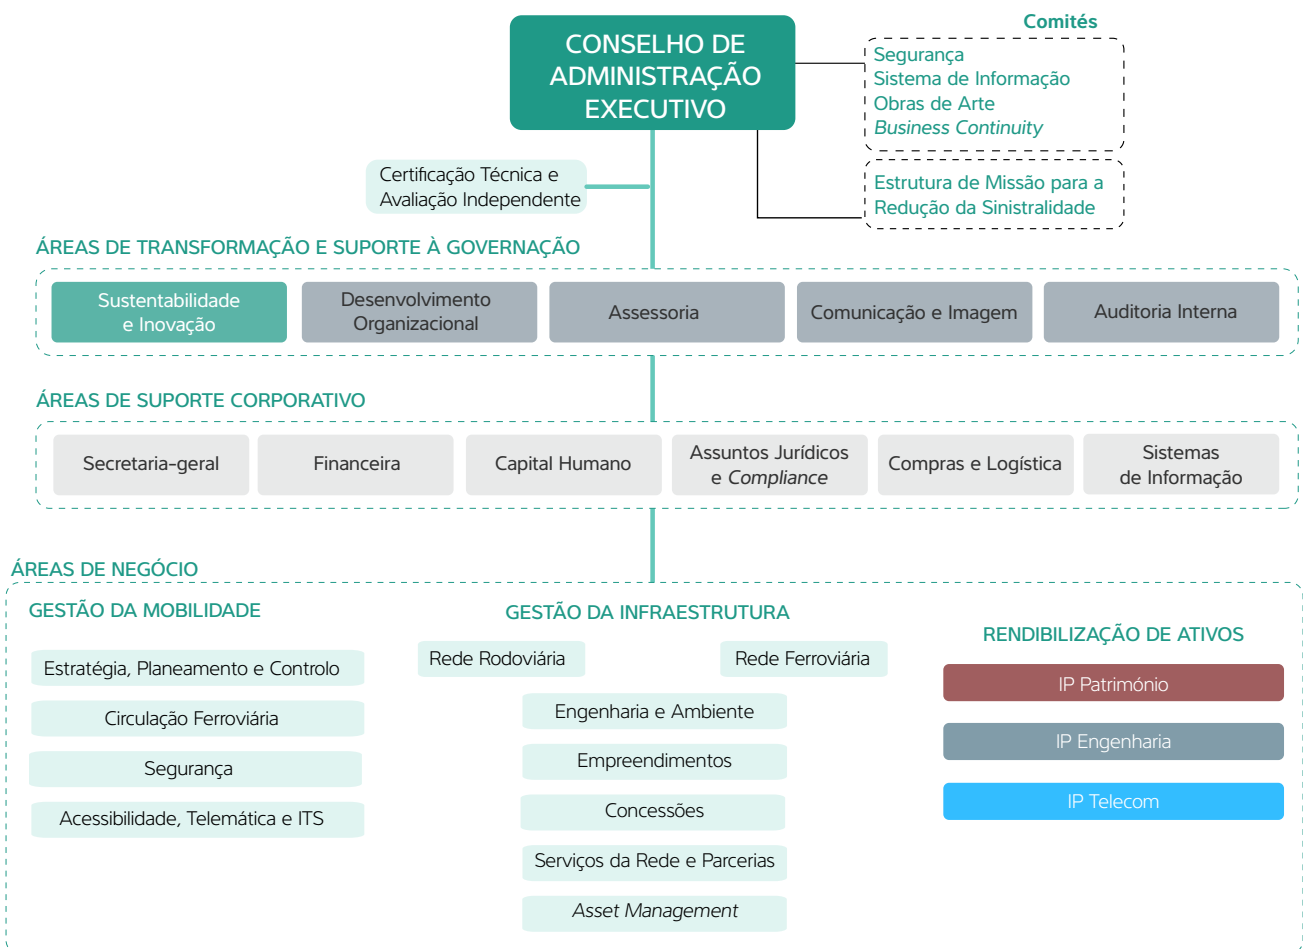 CONSELHO DE
ADMINISTRAÇÃO
EXECUTIVO
Comités
Segurança
Sistema de Informação
Obras de Arte
Business Continuity
Estrutura de Missão para a
Redução da Sinistralidade
Certificação Técnica e
Avaliação Independente
ÁREAS DE TRANSFORMAÇÃO E SUPORTE À GOVERNAÇÃO
Sustentabilidade
e Inovação
Desenvolvimento
Organizacional
Assessoria
Comunicação e Imagem
Auditoria Interna
ÁREAS DE SUPORTE CORPORATIVO
Secretaria-geral
Financeira
Capital Humano
Assuntos Jurídicos
e Compliance
Compras e Logística
Sistemas
de Informação
ÁREAS DE NEGÓCIO
GESTÃO DA MOBILIDADE
Estratégia, Planeamento e Controlo
Circulação Ferroviária
Segurança
Acessibilidade, Telemática e ITS
GESTÃO DA INFRAESTRUTURA
Rede Rodoviária
Rede Ferroviária
Engenharia e Ambiente
Empreendimentos
Concessões
Serviços da Rede e Parcerias
Asset Management
RENDIBILIZAÇÃO DE ATIVOS
IP Património
IP Engenharia
IP Telecom